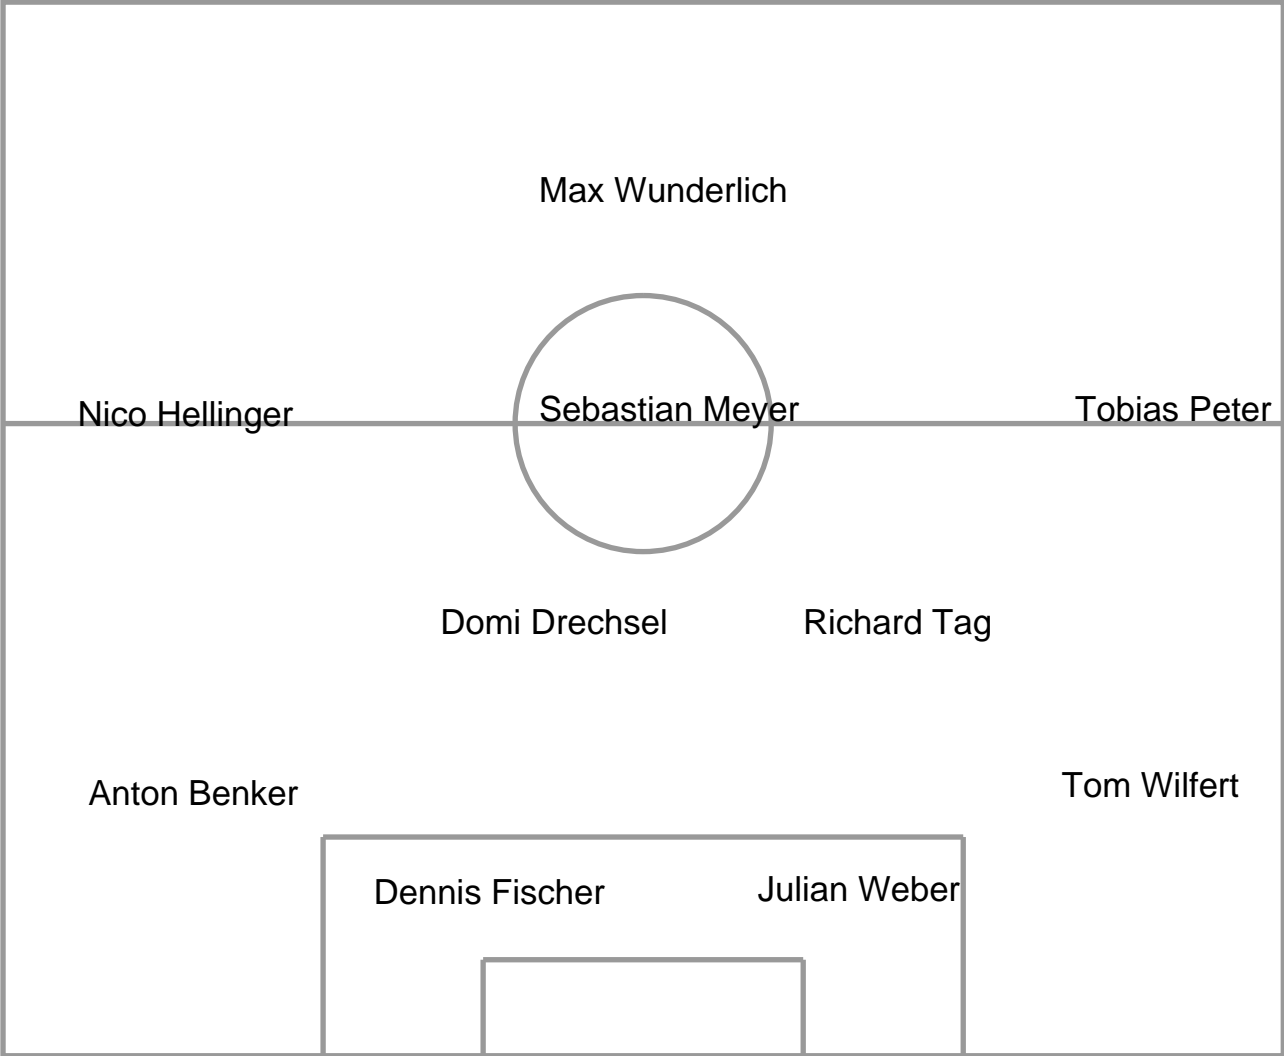 Max Wunderlich
Nico Hellinger
Sebastian Meyer
Tobias Peter
Domi Drechsel
Richard Tag
Anton Benker
Tom Wilfert
Dennis Fischer
Julian Weber